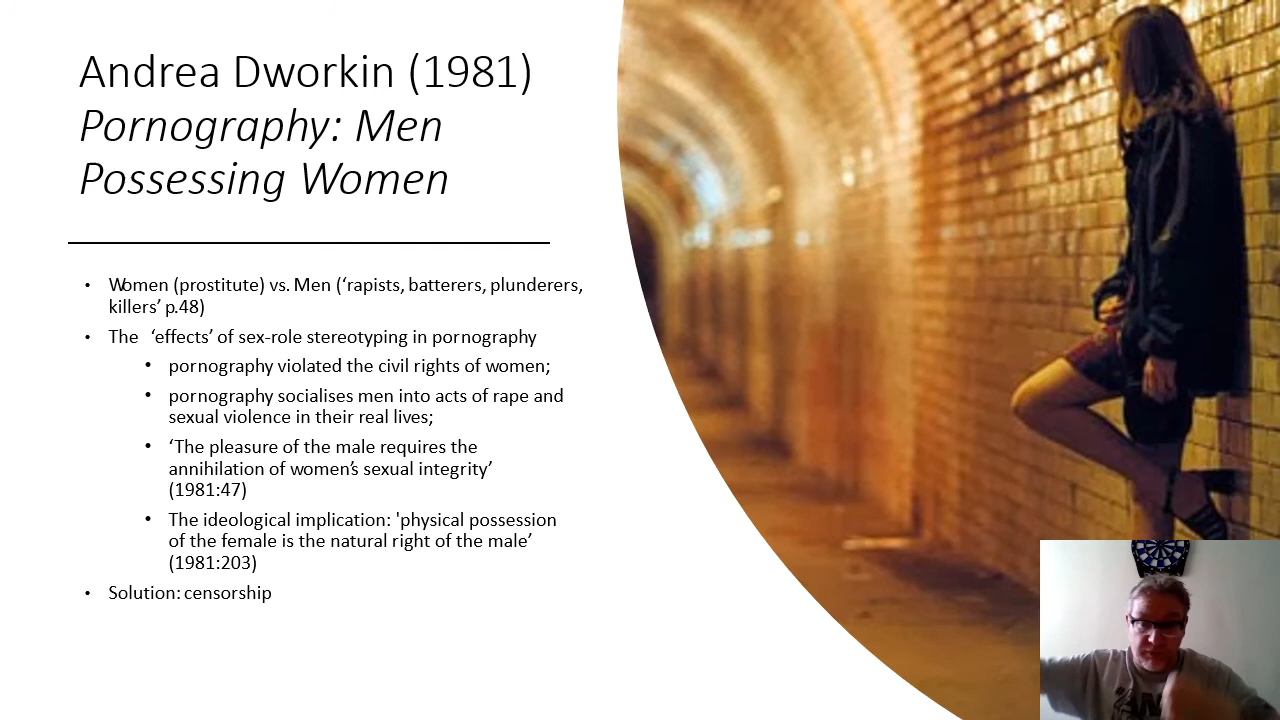 Andrea Dworkin (1981)
Pornography: Men
Possessing Women
• Women (prostitute) vs. Men (‘rapists, batterers, plunderers,
killers’ p.48)
• The ‘effects’ of sex-role stereotyping in pornography
• pornography violated the civil rights of women;
• pornography socialises men into acts of rape and
sexual violence in their real lives;
• ‘The pleasure of the male requires the
annihilation of women’s sexual integrity’
(1981:47)
• The ideological implication: 'physical possession
of the female is the natural right of the male’
(1981:203)
• Solution: censorship